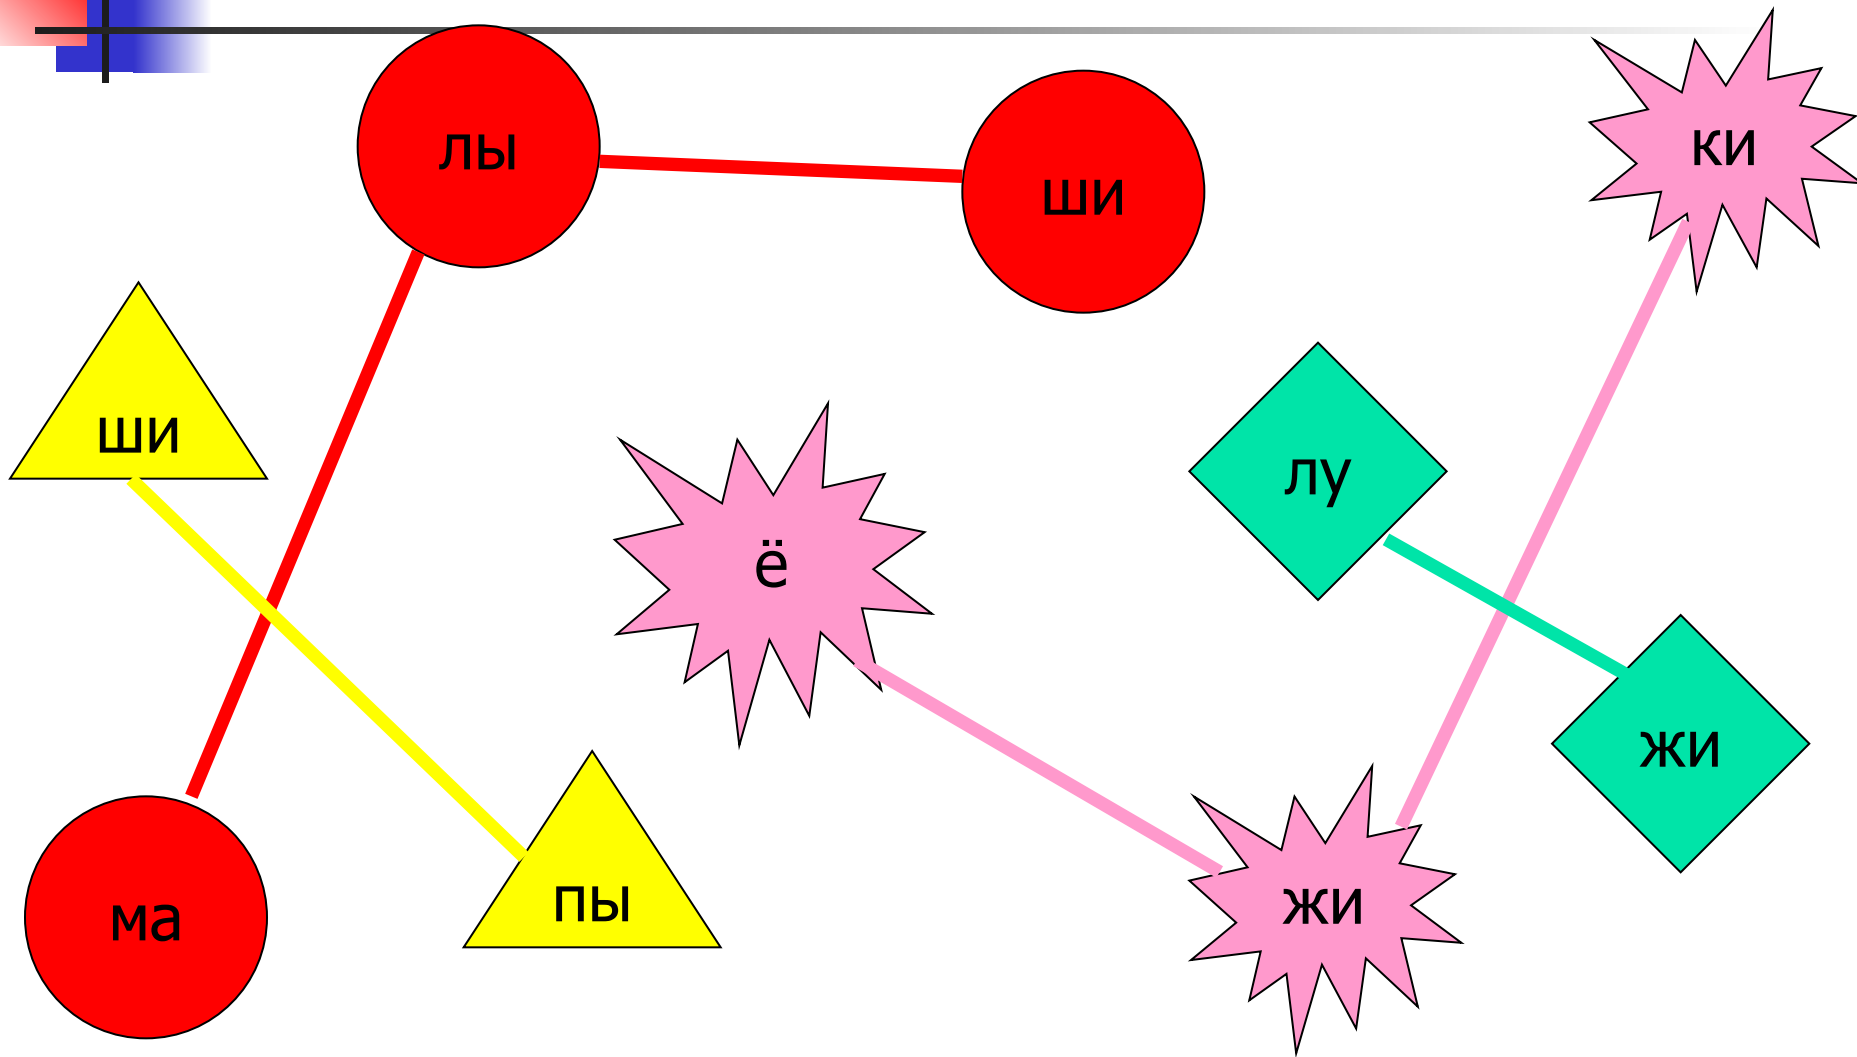 лы
ши
ки
ши
лу
ё
жи
пы
жи
ма